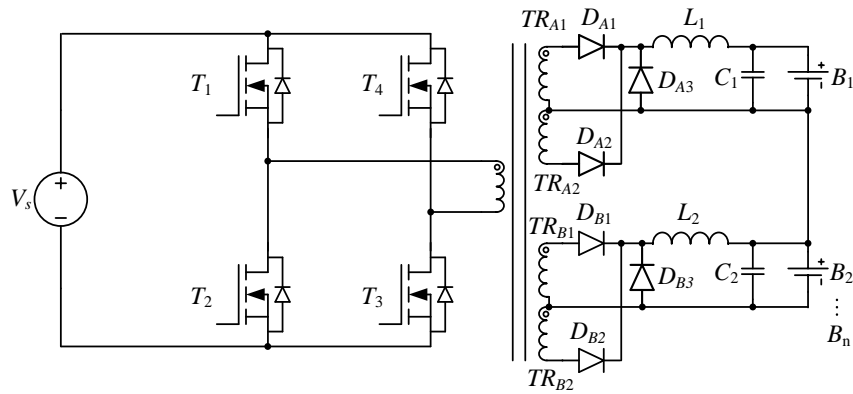 TR_A1
D_A1
L_1
T_1
T_4
D_A3
C_1
+
B_1
D_A2
V_s
+
−
TR_A2
TR_B1
D_B1
L_2
T_2
T_3
D_B3
C_2
+
B_2
⋮
D_B2
B_n
TR_B2